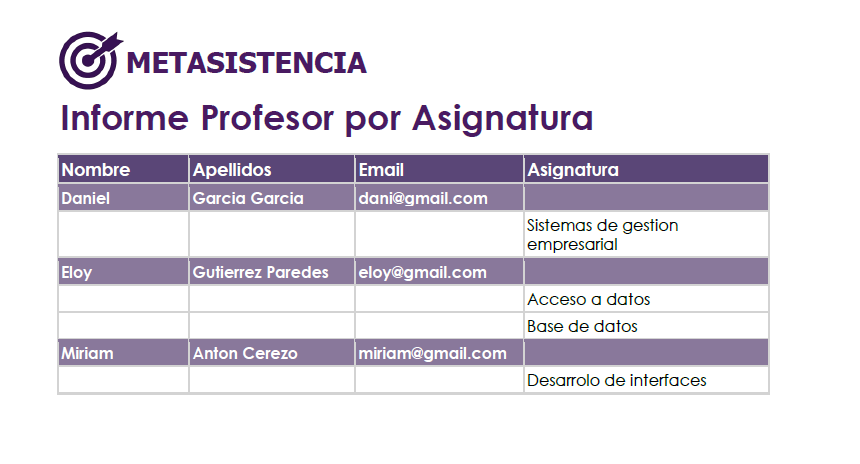 METASISTENCIA
Informe Profesor por Asignatura
Nombre Apellidos Email Asignatura
Daniel Garcia Garcia dani@gmail.com
Sistemas de gestion
empresarial
Eloy Gutierrez Paredes eloy@gmail.com
Acceso a datos
Base de datos
Miriam Anton Cerezo miriam@gmail.com
Desarrolo de interfaces